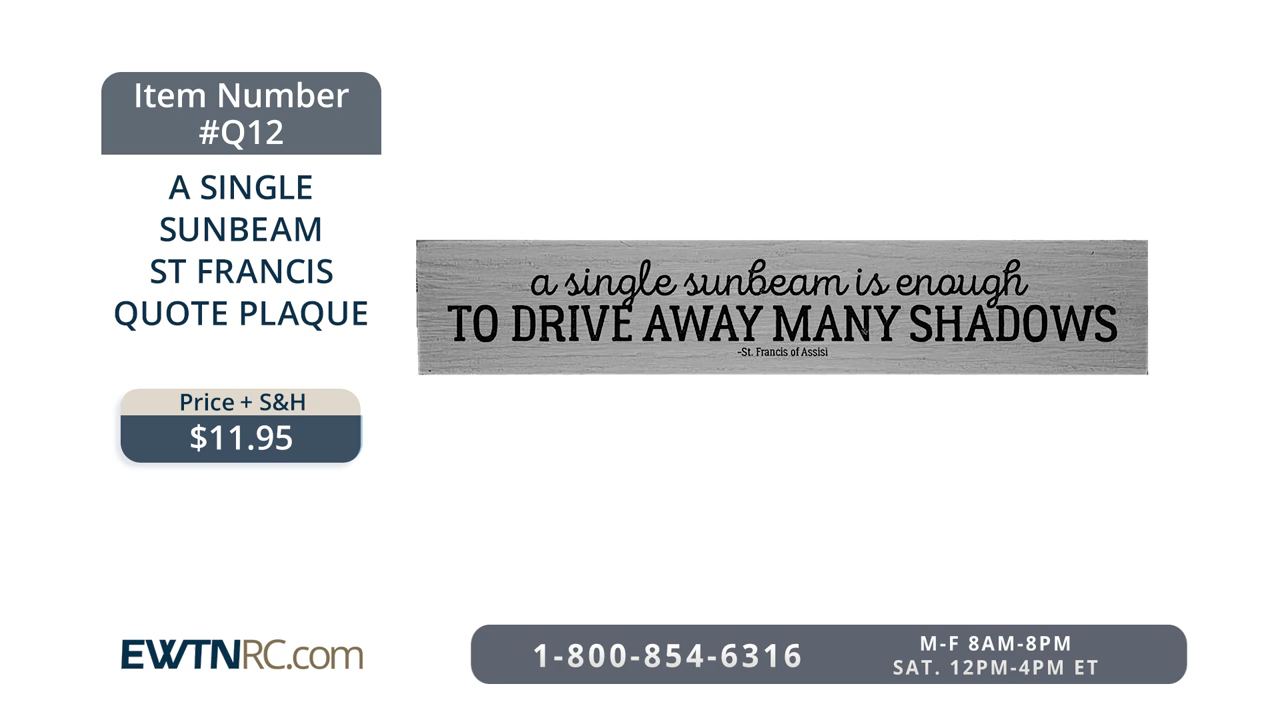 Item Number
#Q12
A SINGLE
SUNBEAM
ST FRANCIS
QUOTE PLAQUE
Price + S&H
$11.95
a single sunbeam is enough
TO DRIVE AWAY MANY SHADOWS
-St. Francis of Assisi
EWTNRC.com
1-800-854-6316
M-F 8AM-8PM
SAT. 12PM-4PM ET